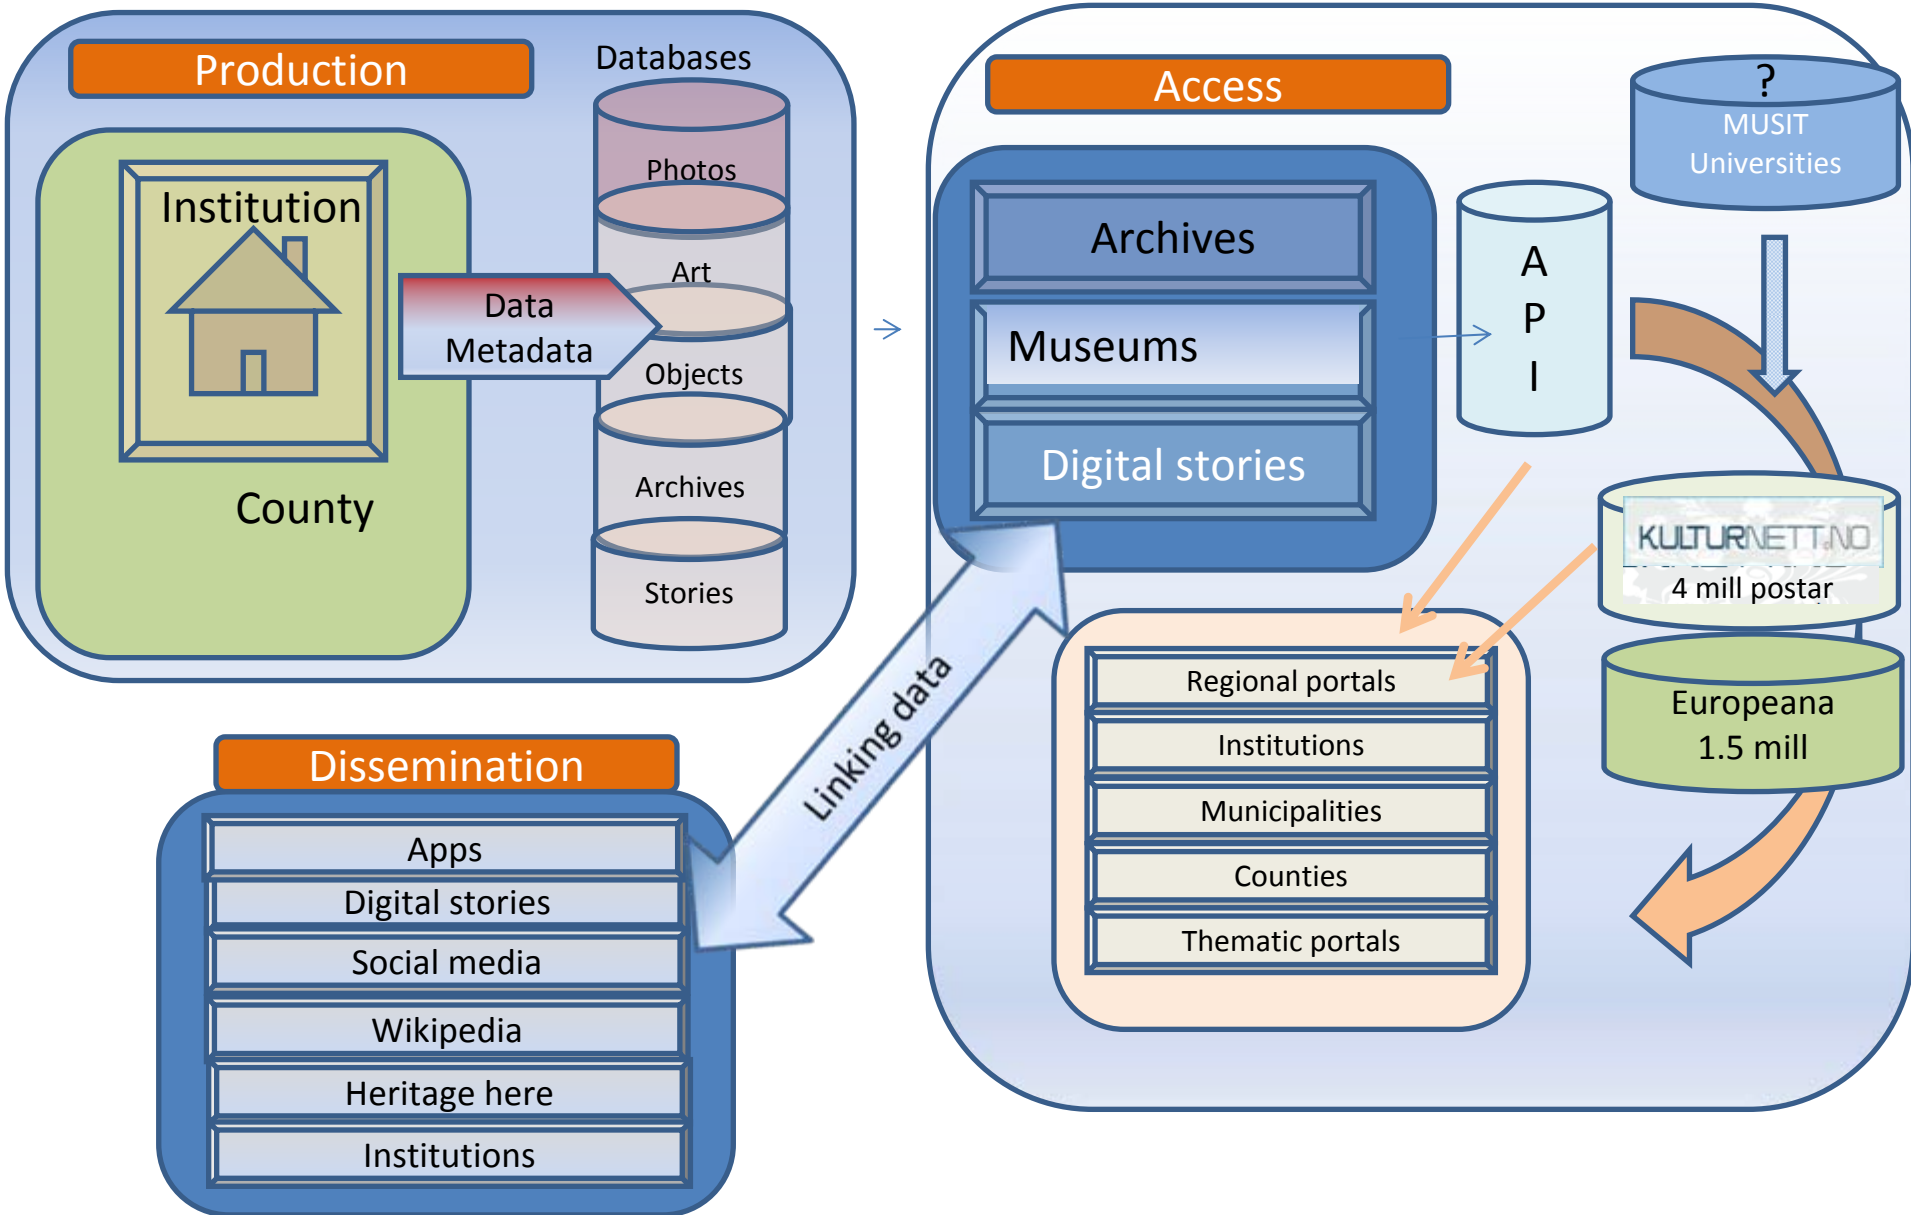 Production
Databases
Institution
County
Data
Metadata
Photos
Art
Objects
Archives
Stories
Access
Archives
Museums
Digital stories
A
P
I
?
MUSIT
Universities
KULTURNETT.NO
4 mill postar
Europeana
1.5 mill
Regional portals
Institutions
Municipalities
Counties
Thematic portals
Linking data
Dissemination
Apps
Digital stories
Social media
Wikipedia
Heritage here
Institutions